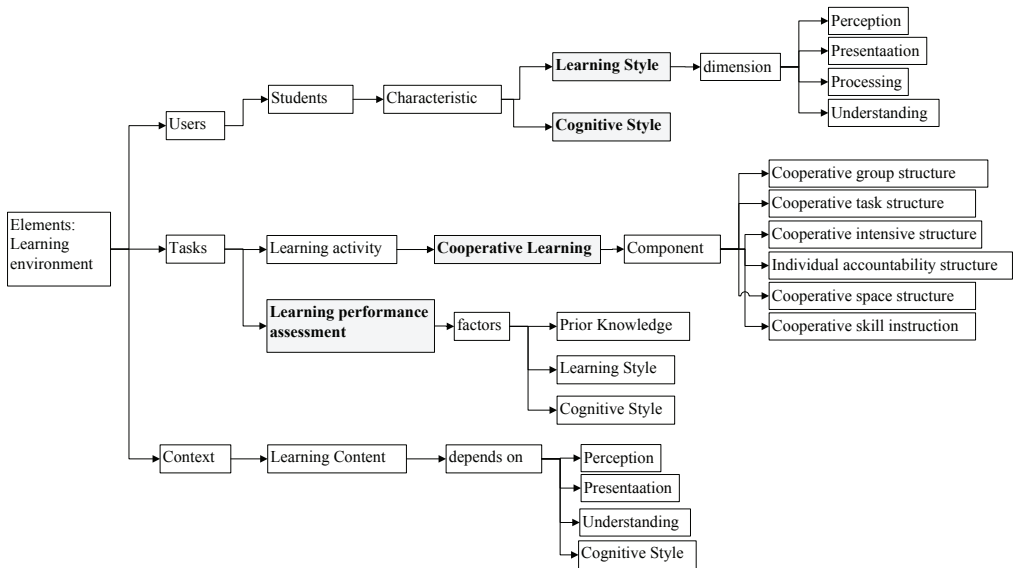 Elements:
Learning
environment
Users
Students
Characteristic
Learning Style
dimension
Perception
Presentaation
Processing
Understanding
Cognitive Style
Tasks
Learning activity
Cooperative Learning
Component
Cooperative group structure
Cooperative task structure
Cooperative intensive structure
Individual accountability structure
Cooperative space structure
Cooperative skill instruction
Learning performance
assessment
factors
Prior Knowledge
Learning Style
Cognitive Style
Context
Learning Content
depends on
Perception
Presentaation
Understanding
Cognitive Style